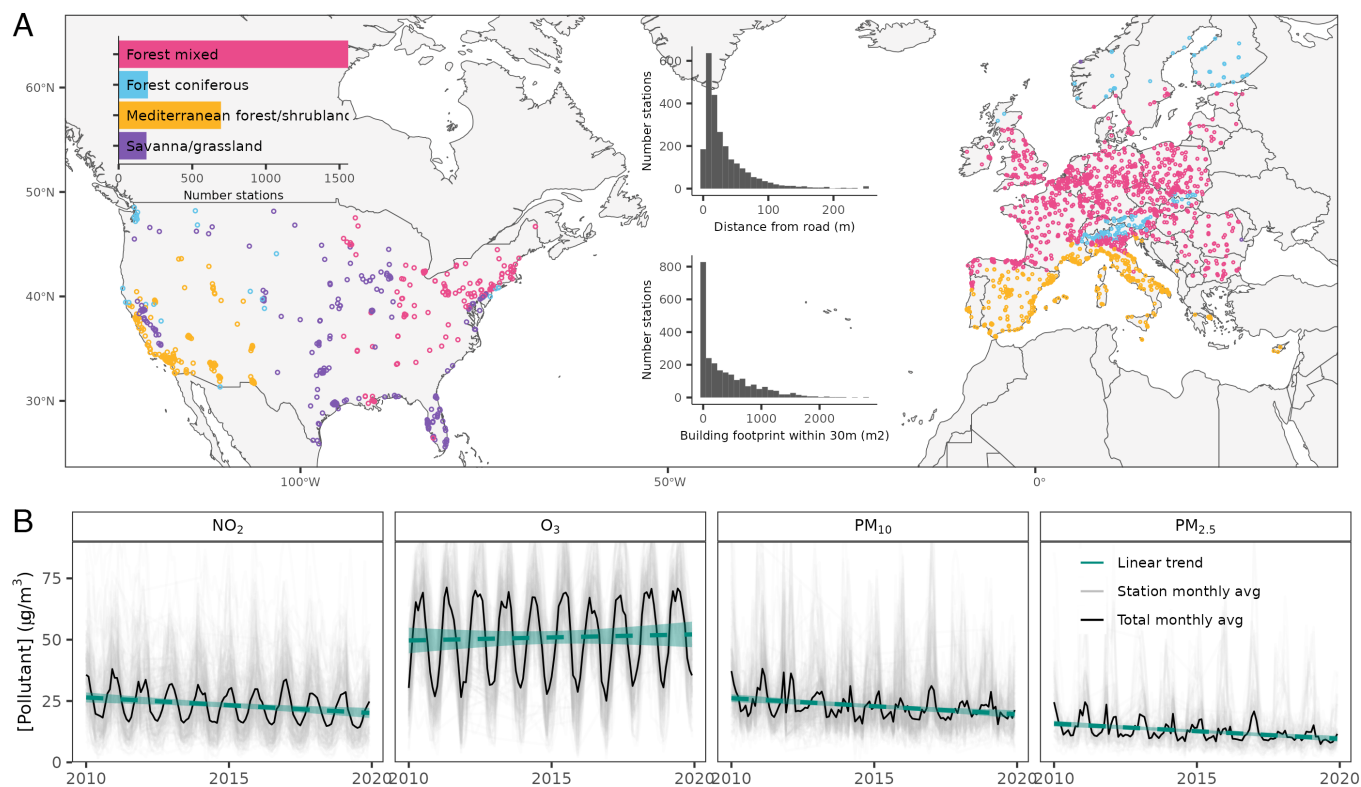 A
Forest mixed
Forest coniferous
Mediterranean forest/shrubland
Savanna/grassland
0 500 1000 1500
Number stations
60°N
50°N
40°N
30°N
100°W 50°W 0°
Number stations
600
400
200
0
0 100 200
Distance from road (m)
Number stations
800
600
400
200
0
0 1000 2000
Building footprint within 30m (m2)
B
NO2 O3 PM10 PM2.5
[Pollutant] (µg/m3)
75
50
25
0
Linear trend
Station monthly avg
Total monthly avg
2010 2015 2020 2010 2015 2020 2010 2015 2020 2010 2015 2020